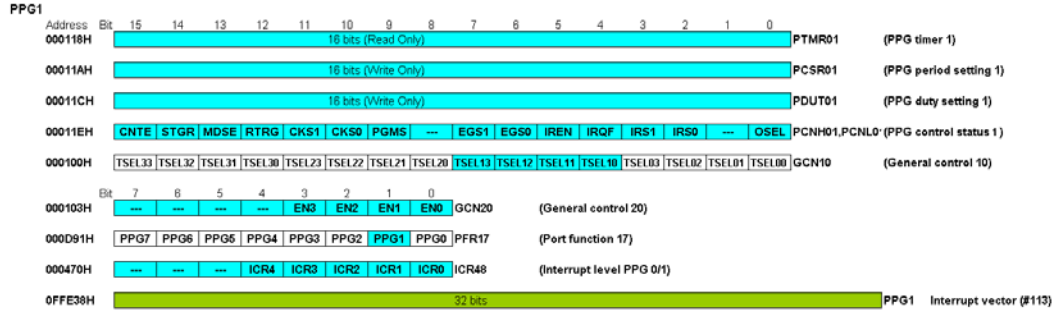 PPG1
Address Bit 15 14 13 12 11 10 9 8 7 6 5 4 3 2 1 0
000118H 16 bits (Read Only) PTMR01 (PPG timer 1)
00011AH 16 bits (Write Only) PCSR01 (PPG period setting 1)
00011CH 16 bits (Write Only) PDUT01 (PPG duty setting 1)
00011EH CNTE STGR MDSE RTRG CKS1 CKS0 PGMS --- EGS1 EGS0 IREN IRQF IRS1 IRS0 --- OSEL PCNH01,PCNL0 (PPG control status 1)
000100H TSEL33 TSEL32 TSEL31 TSEL30 TSEL23 TSEL22 TSEL21 TSEL20 TSEL13 TSEL12 TSEL11 TSEL10 TSEL03 TSEL02 TSEL01 TSEL00 GCN10 (General control 10)
Bit 7 6 5 4 3 2 1 0
000103H --- --- --- --- EN3 EN2 EN1 EN0 GCN20 (General control 20)
000D91H PPG7 PPG6 PPG5 PPG4 PPG3 PPG2 PPG1 PPG0 PFR17 (Port function 17)
000470H --- --- --- ICR4 ICR3 ICR2 ICR1 ICR0 ICR48 (Interrupt level PPG 0/1)
0FFE38H 32 bits PPG1 Interrupt vector (#113)